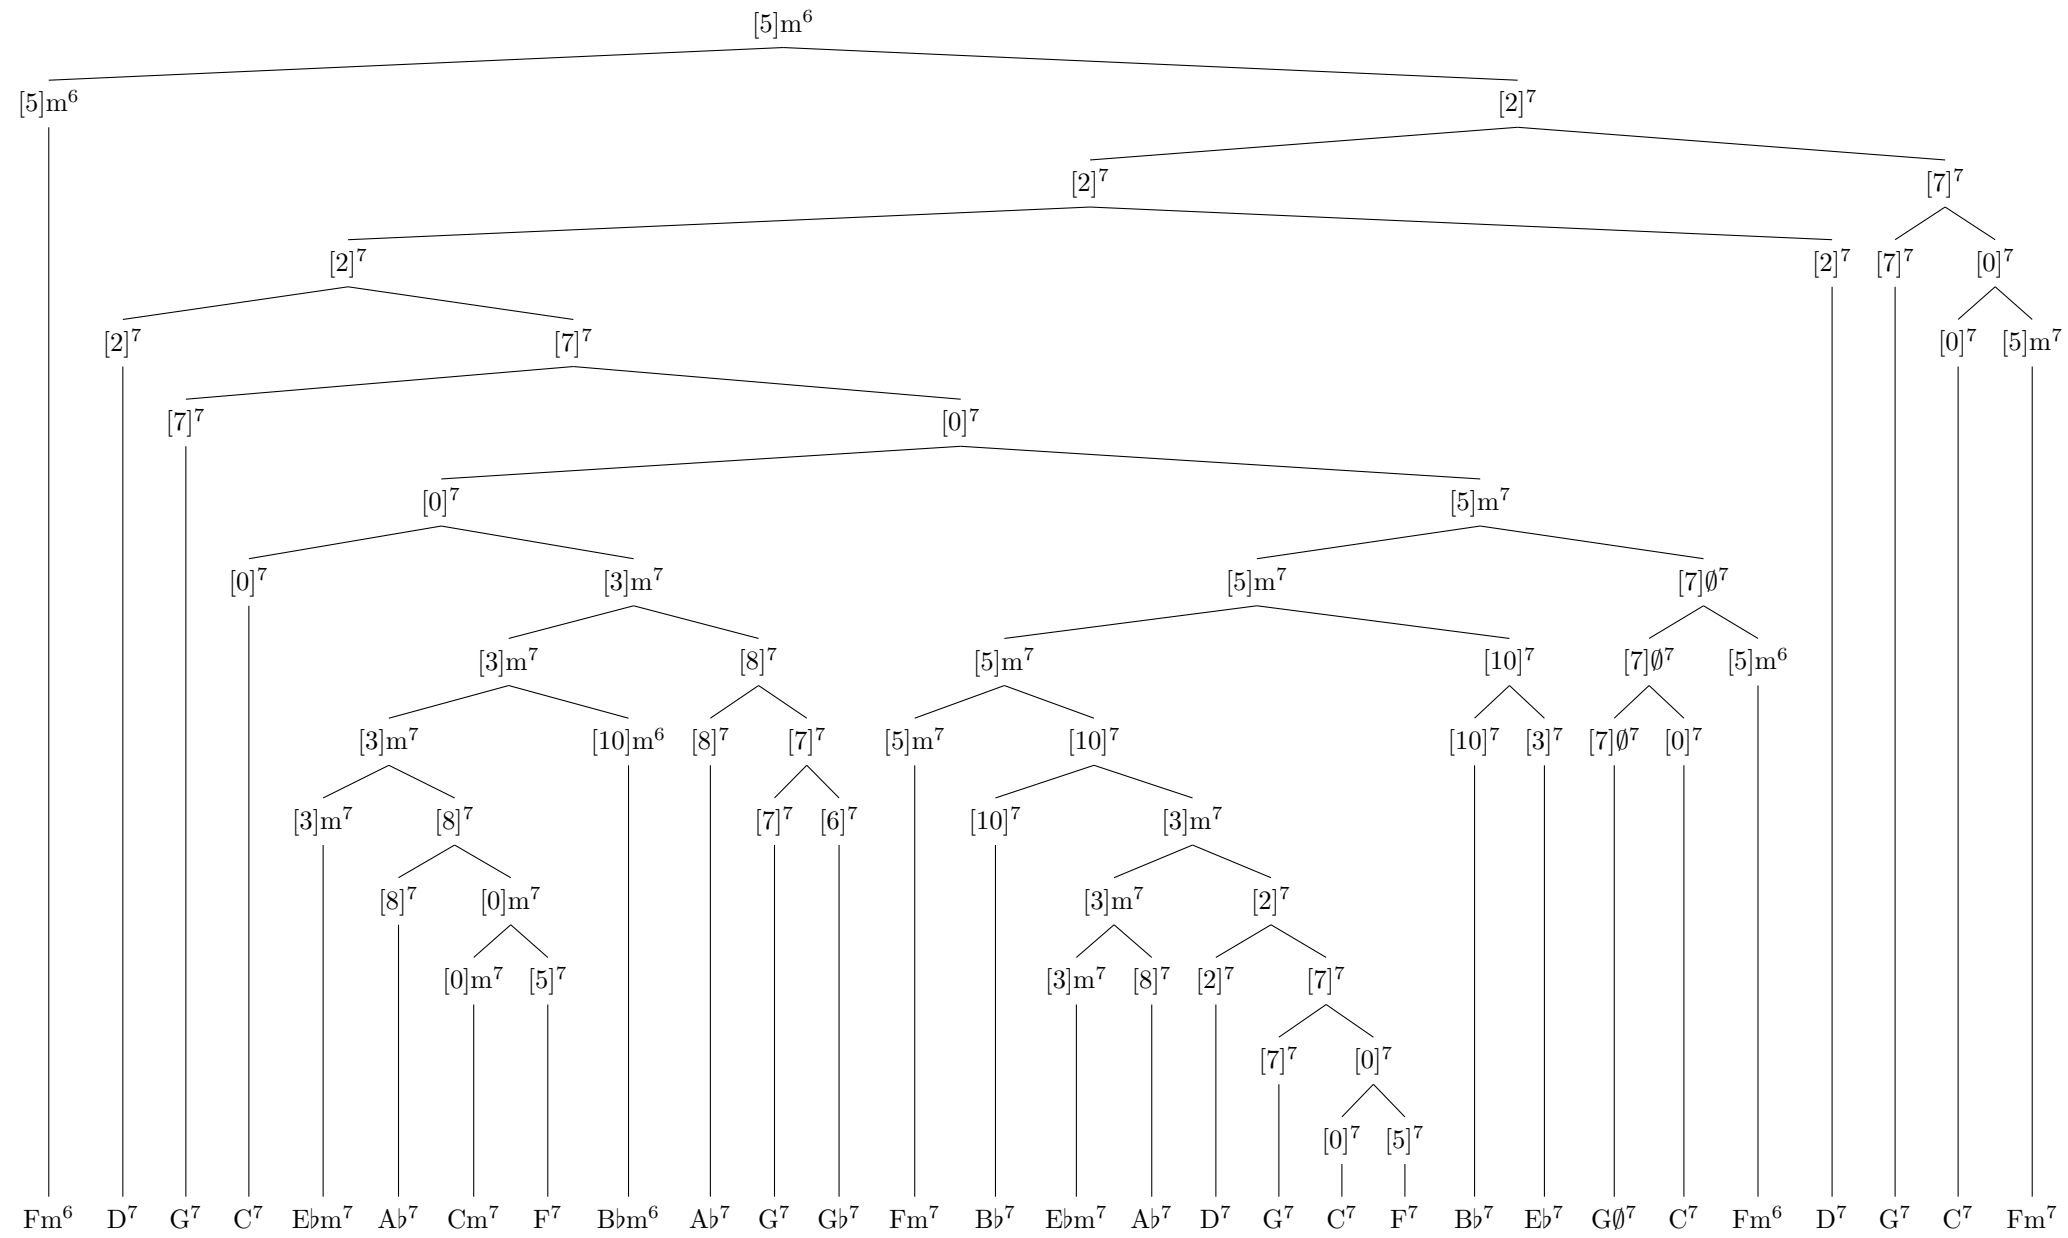 [5]m⁶
[5]m⁶ [2]⁷
[2]⁷ [7]⁷
[2]⁷ [2]⁷ [7]⁷ [0]⁷
[2]⁷ [7]⁷ [0]⁷ [5]m⁷
[7]⁷ [0]⁷
[0]⁷ [5]m⁷
[0]⁷ [3]m⁷ [5]m⁷ [7]∅⁷
[3]m⁷ [8]⁷ [5]m⁷ [10]⁷ [7]∅⁷ [5]m⁶
[3]m⁷ [10]m⁶ [8]⁷ [7]⁷ [5]m⁷ [10]⁷ [10]⁷ [3]⁷ [7]∅⁷ [0]⁷
[3]m⁷ [8]⁷ [7]⁷ [6]⁷ [10]⁷ [3]m⁷
[8]⁷ [0]m⁷ [3]m⁷ [2]⁷
[0]m⁷ [5]⁷ [3]m⁷ [8]⁷ [2]⁷ [7]⁷
[7]⁷ [0]⁷
[0]⁷ [5]⁷
Fm⁶ D⁷ G⁷ C⁷ E♭m⁷ A♭⁷ Cm⁷ F⁷ B♭m⁶ A♭⁷ G⁷ G♭⁷ Fm⁷ B♭⁷ E♭m⁷ A♭⁷ D⁷ G⁷ C⁷ F⁷ B♭⁷ E♭⁷ G∅⁷ C⁷ Fm⁶ D⁷ G⁷ C⁷ Fm⁷